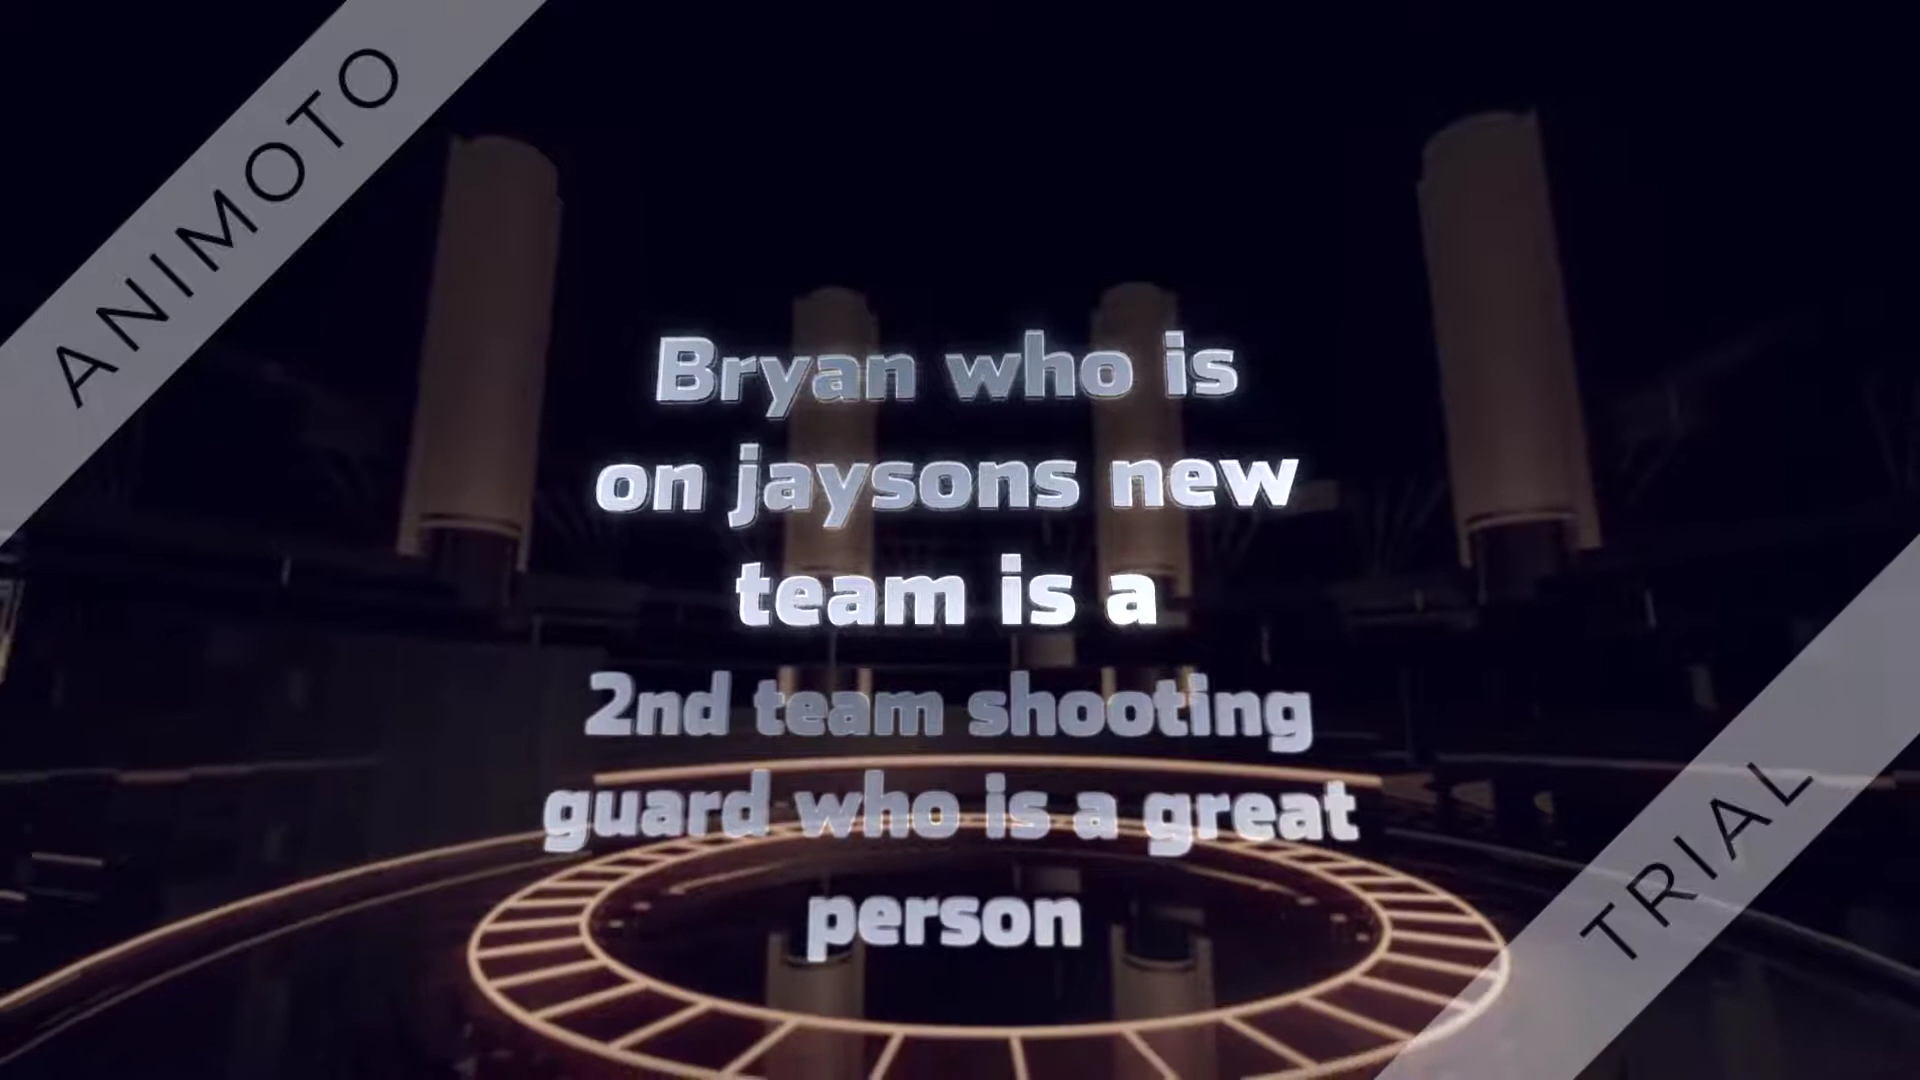 ANIMOTO
Bryan who is
on jaysons new
team is a
2nd team shooting
guard who is a great
person
TRIAL